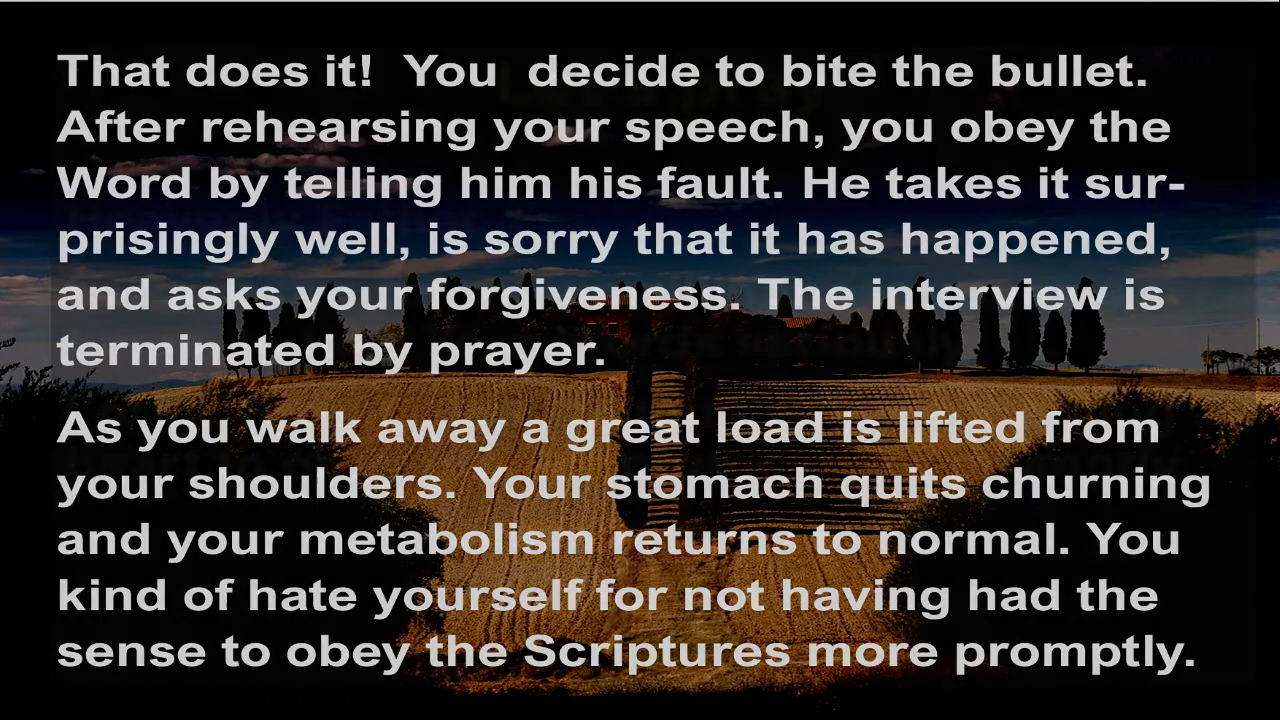 That does it!  You  decide to bite the bullet.
After rehearsing your speech, you obey the
Word by telling him his fault. He takes it sur-
prisingly well, is sorry that it has happened,
and asks your forgiveness. The interview is
terminated by prayer.
As you walk away a great load is lifted from
your shoulders. Your stomach quits churning
and your metabolism returns to normal. You
kind of hate yourself for not having had the
sense to obey the Scriptures more promptly.